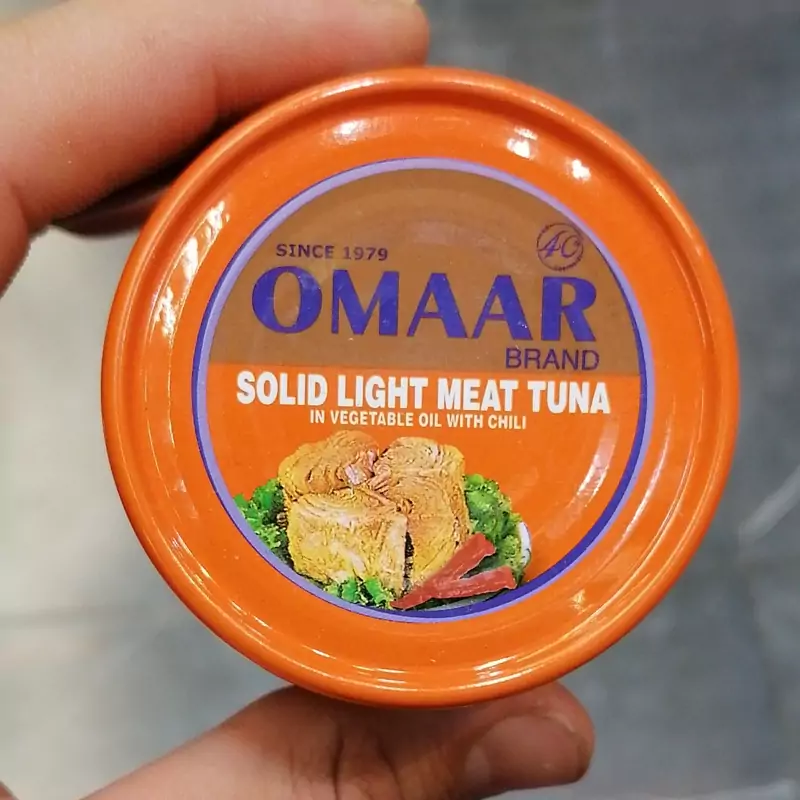 SINCE 1979
40
OMAAR
BRAND
SOLID LIGHT MEAT TUNA
IN VEGETABLE OIL WITH CHILI